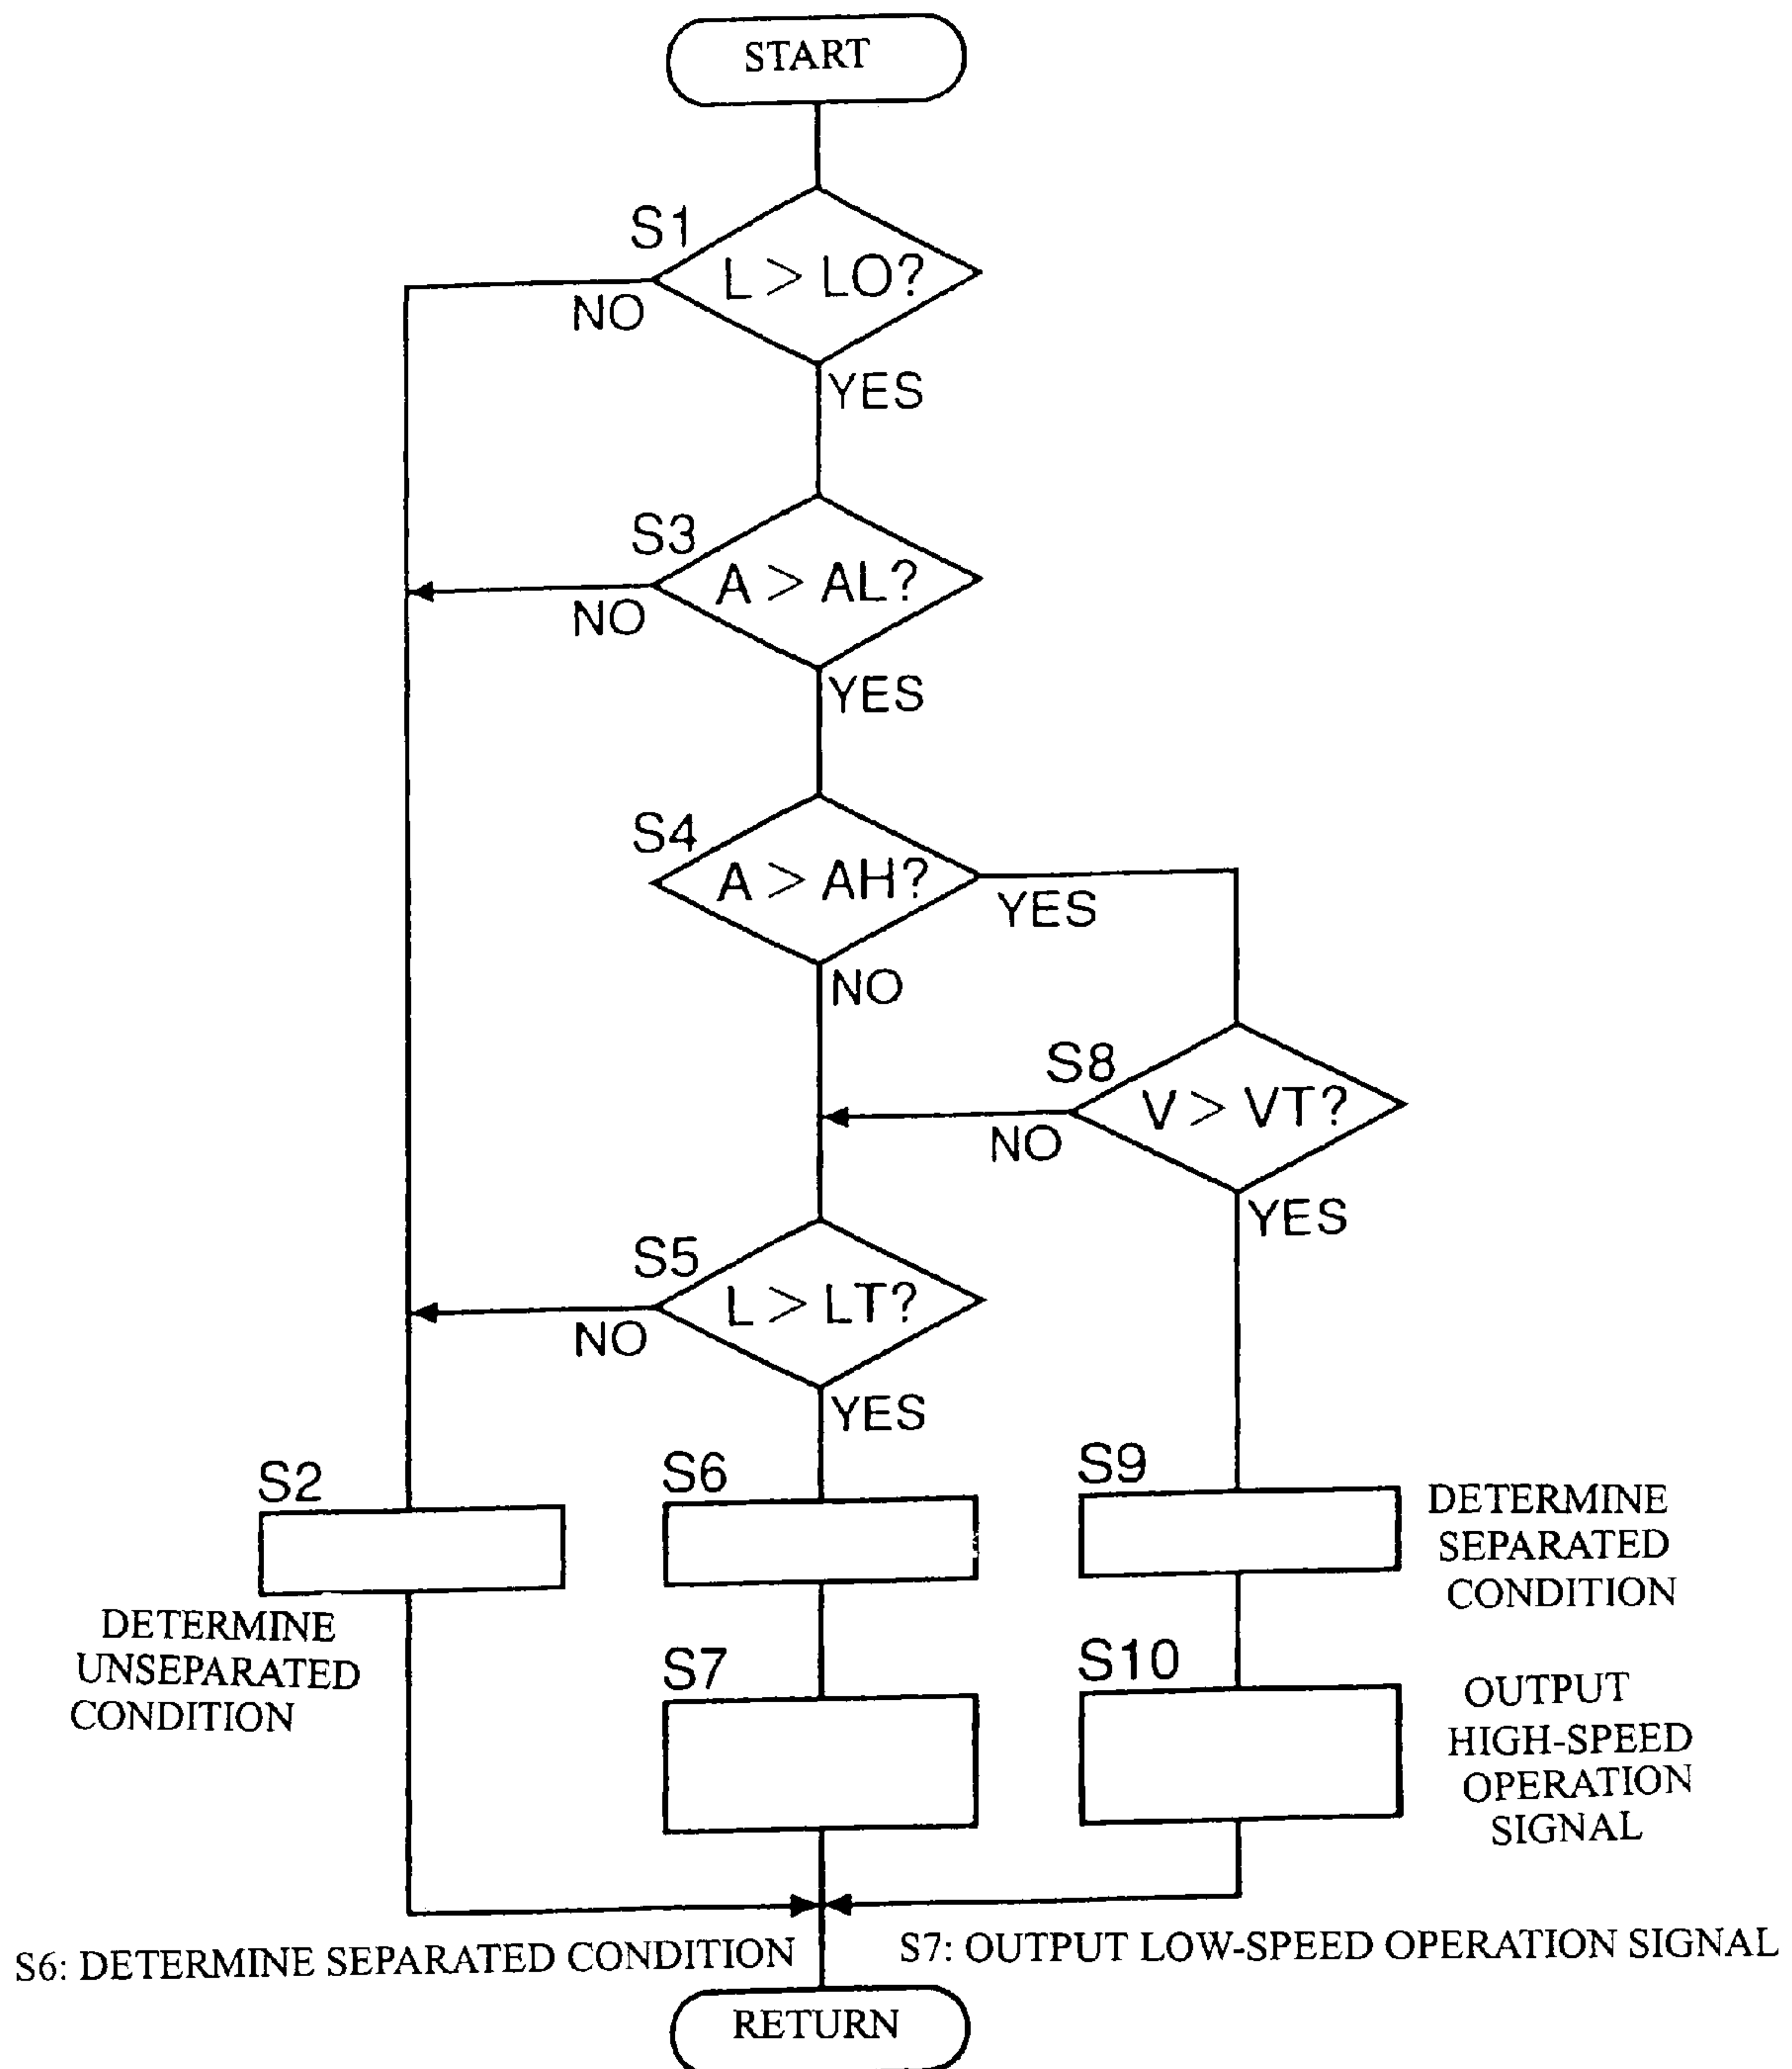 START
S1
L > LO?
NO
YES
S3
A > AL?
NO
YES
S4
A > AH?
YES
NO
S8
V > VT?
NO
YES
S5
L > LT?
NO
YES
S2
S6
S9
DETERMINE
SEPARATED
CONDITION
DETERMINE
UNSEPARATED
CONDITION
S7
S10
OUTPUT
HIGH-SPEED
OPERATION
SIGNAL
S6: DETERMINE SEPARATED CONDITION
S7: OUTPUT LOW-SPEED OPERATION SIGNAL
RETURN